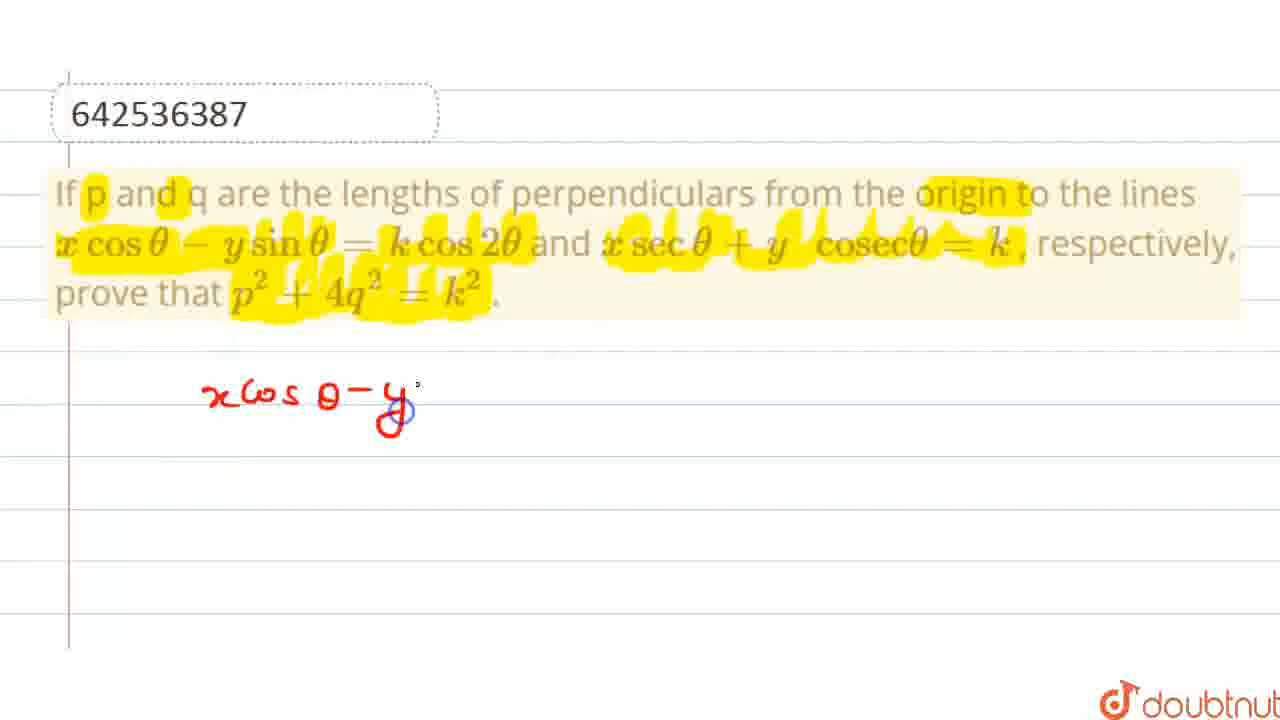 642536387
If p and q are the lengths of perpendiculars from the origin to the lines
x cos θ − y sin θ = k cos 2θ and x sec θ + y cosecθ = k, respectively,
prove that p² + 4q² = k².
x cos θ − y
doubtnut